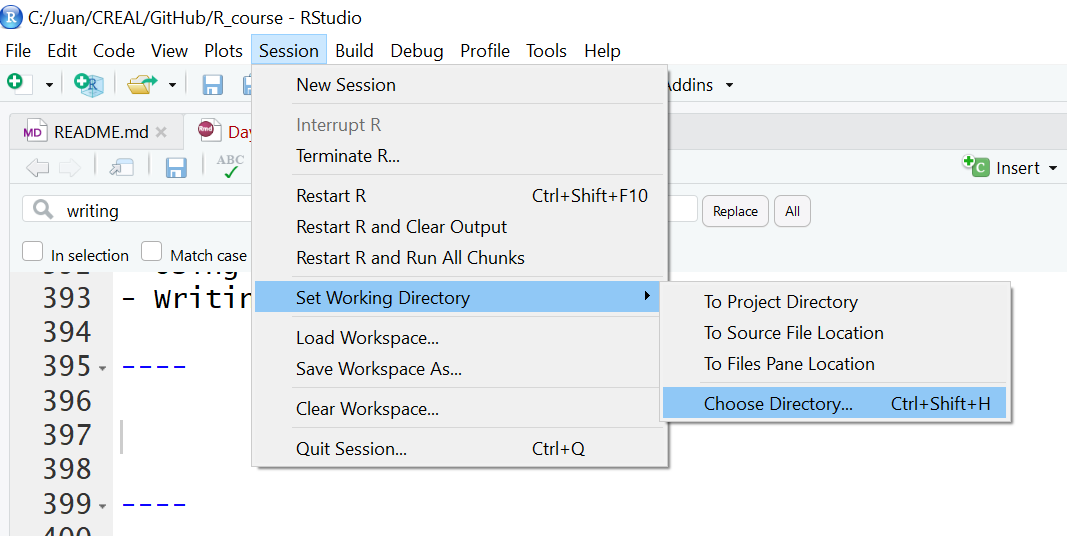 C:/Juan/CREAL/GitHub/R_course - RStudio
File Edit Code View Plots Session Build Debug Profile Tools Help
New Session
Addins
Interrupt R
README.md
Terminate R...
ABC
Insert
Restart R Ctrl+Shift+F10
writing
Replace All
Restart R and Clear Output
In selection Match case
Restart R and Run All Chunks
393 - Writin
Set Working Directory
To Project Directory
394
To Source File Location
Load Workspace...
395 ----
To Files Pane Location
Save Workspace As...
396
Choose Directory... Ctrl+Shift+H
Clear Workspace...
397
Quit Session... Ctrl+Q
398
399 ----
400